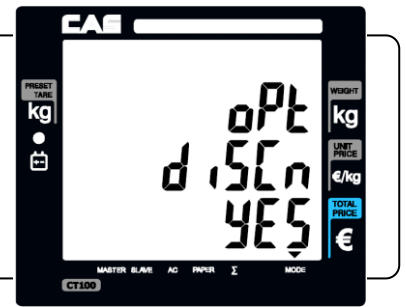 CAS
PRESET
TARE
kg
WEIGHT
kg
UNIT
PRICE
€/kg
TOTAL
PRICE
€
oPt
diSCn
YES
MASTER SLAVE AC PAPER Σ MODE
CT100